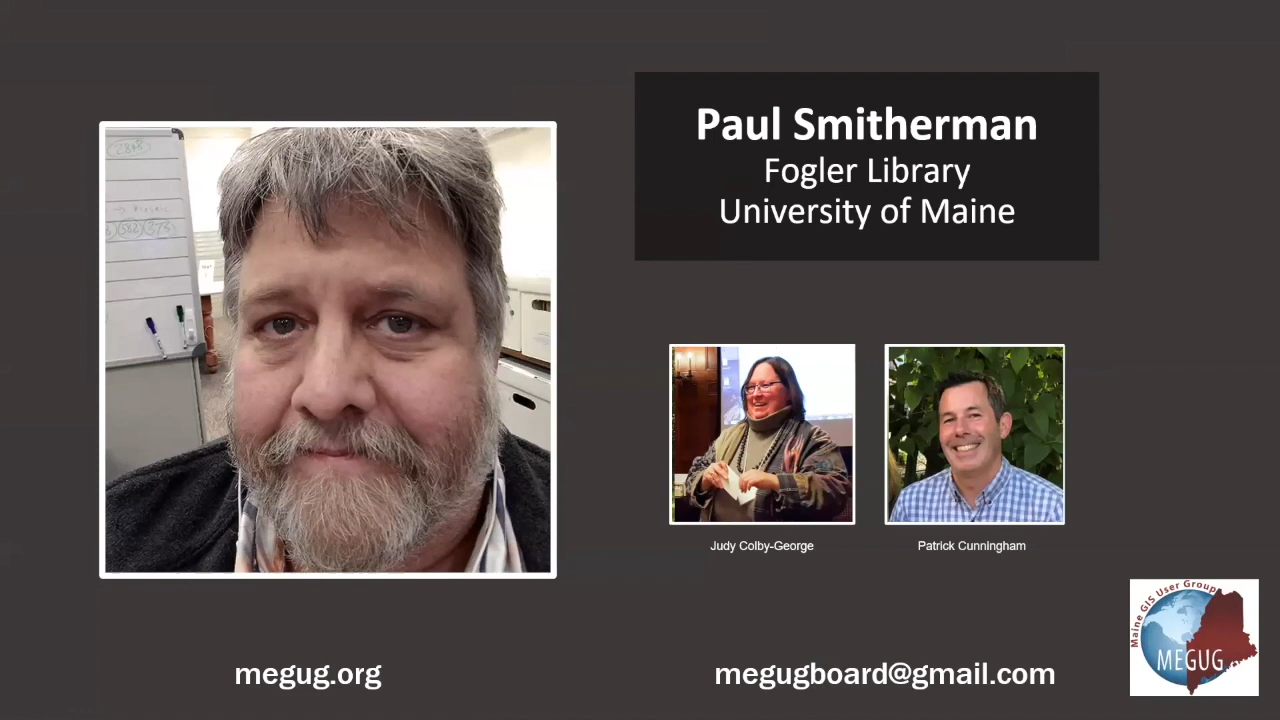 Paul Smitherman
Fogler Library
University of Maine
Judy Colby-George
Patrick Cunningham
megug.org
megugboard@gmail.com
Maine GIS User Group
MEGUG